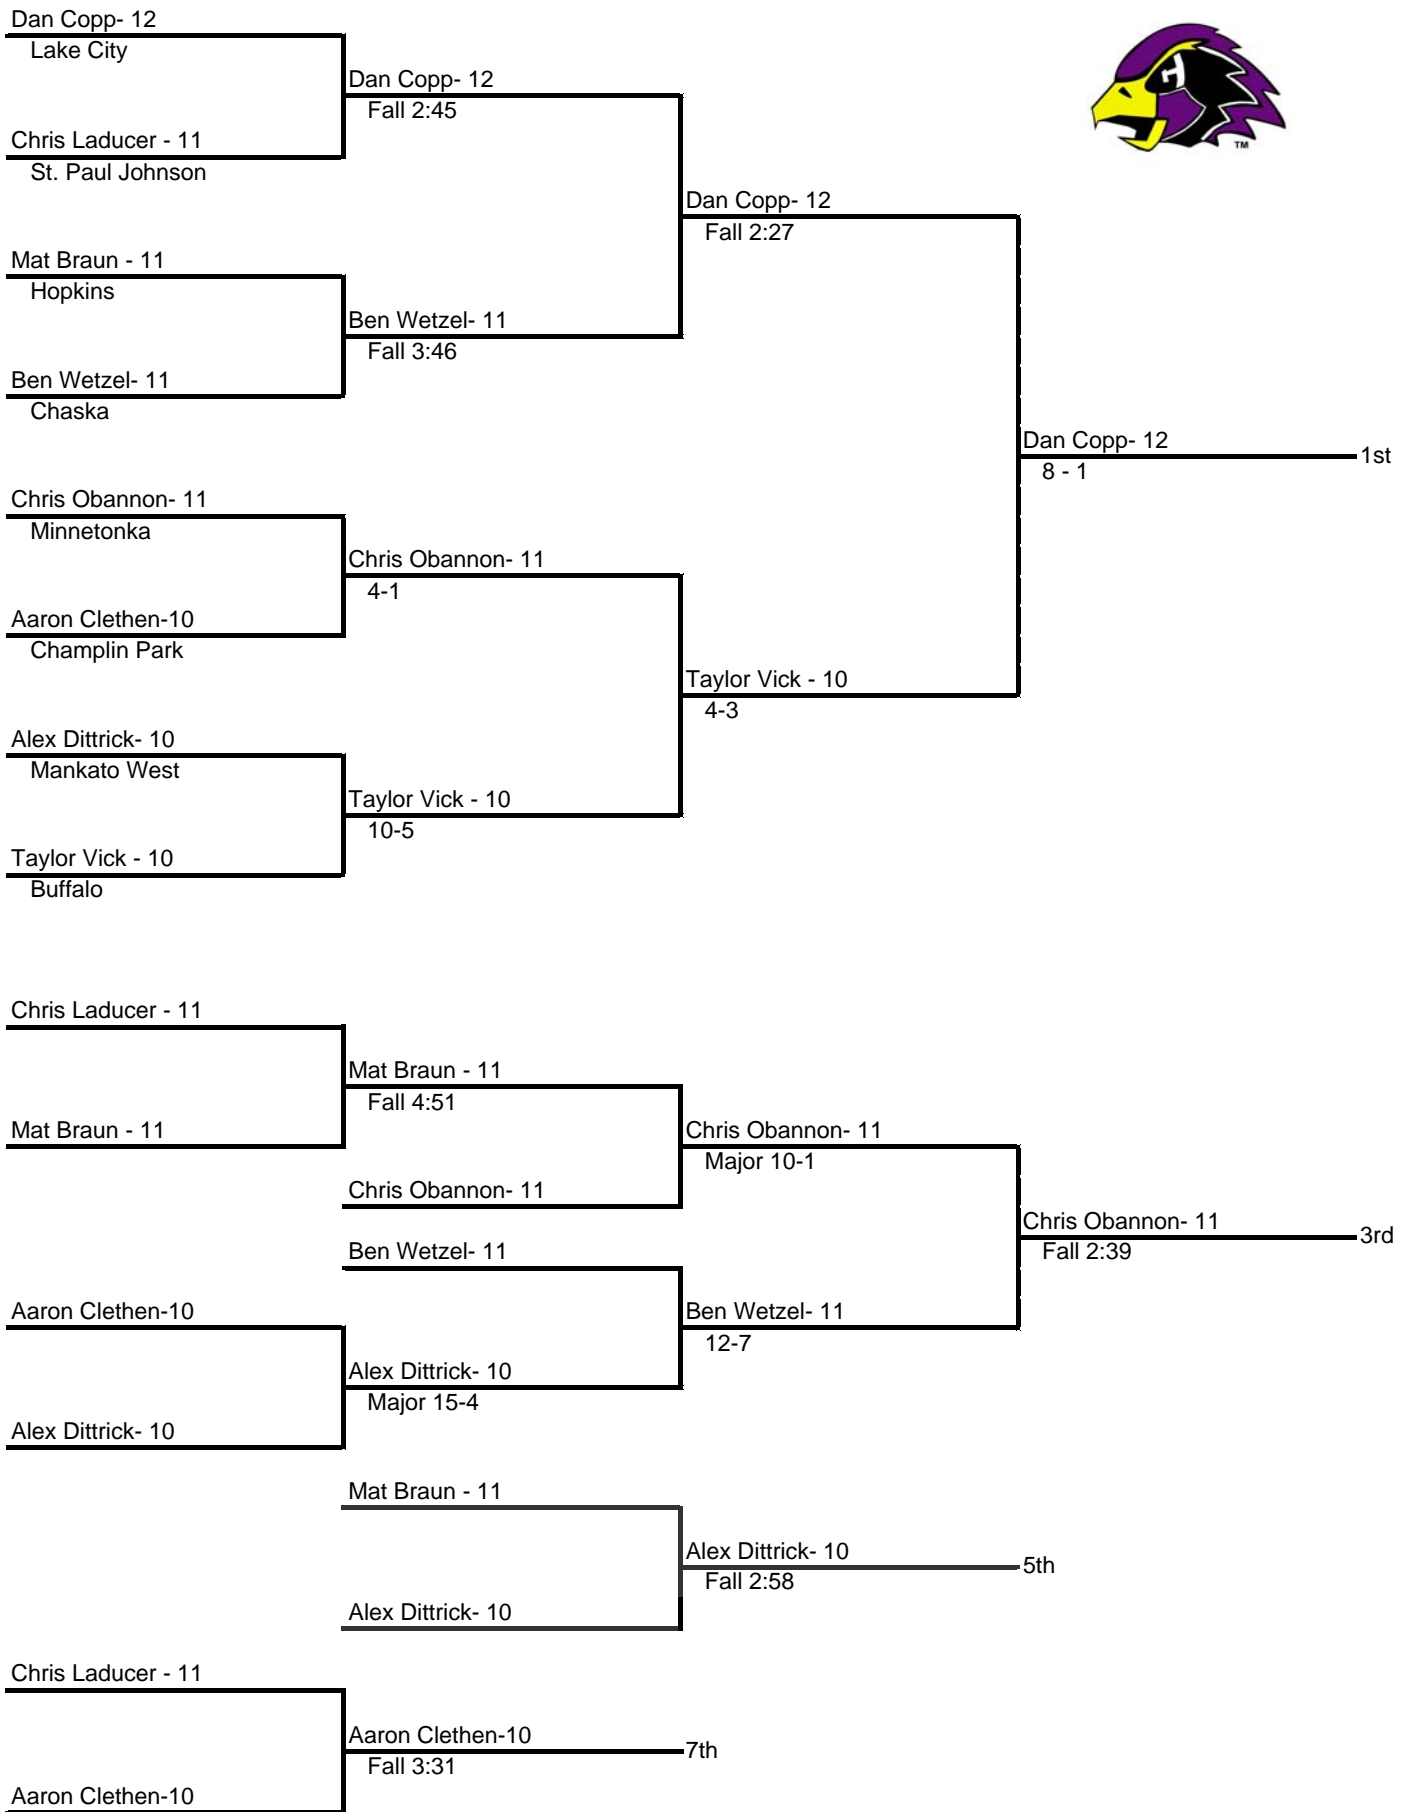 Dan Copp- 12
Lake City
Dan Copp- 12
Fall 2:45
Chris Laducer - 11
St. Paul Johnson
Dan Copp- 12
Fall 2:27
Mat Braun - 11
Hopkins
Ben Wetzel- 11
Fall 3:46
Ben Wetzel- 11
Chaska
Dan Copp- 12
1st
8 - 1
Chris Obannon- 11
Minnetonka
Chris Obannon- 11
4-1
Aaron Clethen-10
Champlin Park
Taylor Vick - 10
4-3
Alex Dittrick- 10
Mankato West
Taylor Vick - 10
10-5
Taylor Vick - 10
Buffalo
Chris Laducer - 11
Mat Braun - 11
Fall 4:51
Mat Braun - 11
Chris Obannon- 11
Major 10-1
Chris Obannon- 11
Chris Obannon- 11
3rd
Fall 2:39
Ben Wetzel- 11
Aaron Clethen-10
Ben Wetzel- 11
12-7
Alex Dittrick- 10
Major 15-4
Alex Dittrick- 10
Mat Braun - 11
Alex Dittrick- 10
5th
Fall 2:58
Alex Dittrick- 10
Chris Laducer - 11
Aaron Clethen-10
7th
Fall 3:31
Aaron Clethen-10
TM